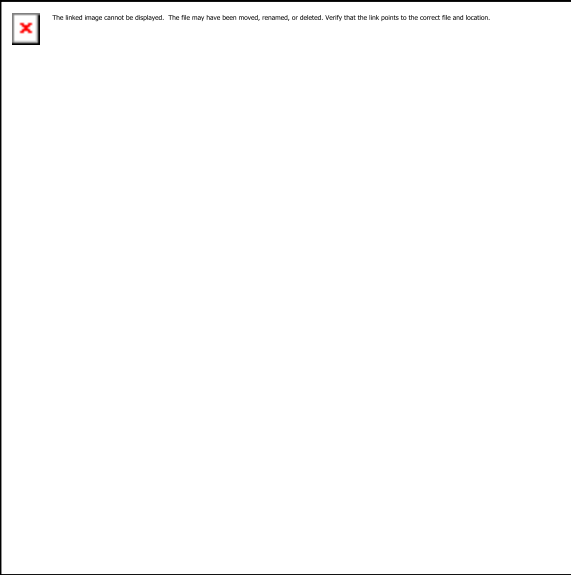 The linked image cannot be displayed.  The file may have been moved, renamed, or deleted. Verify that the link points to the correct file and location.